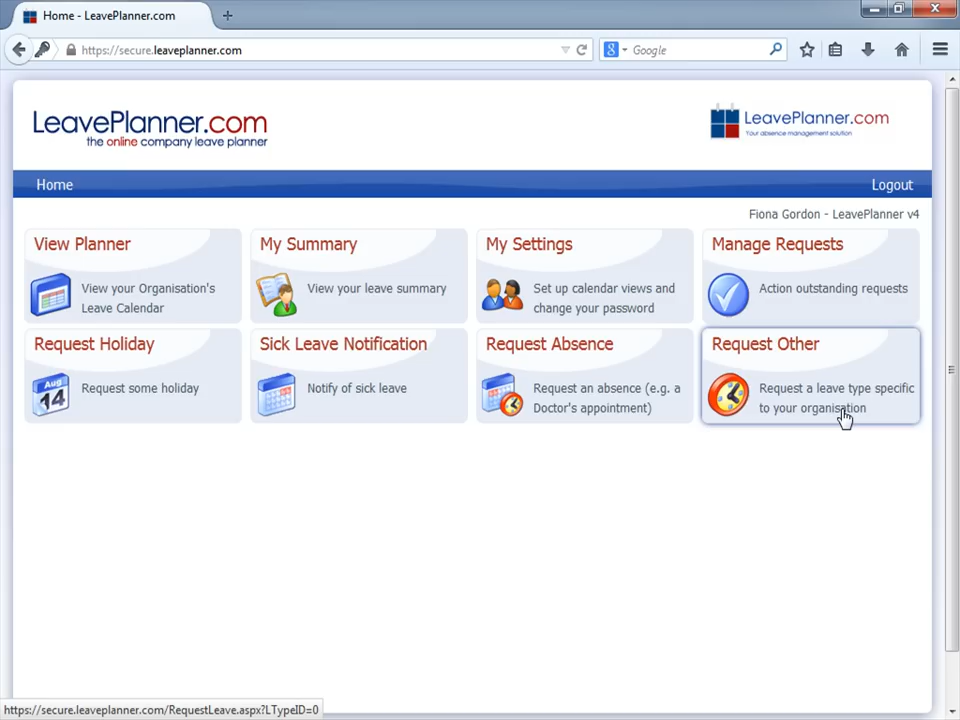 Home - LeavePlanner.com
https://secure.leaveplanner.com
Google
LeavePlanner.com
the online company leave planner
LeavePlanner.com
Your absence management solution
Home
Logout
Fiona Gordon - LeavePlanner v4
View Planner
View your Organisation's
Leave Calendar
My Summary
View your leave summary
My Settings
Set up calendar views and
change your password
Manage Requests
Action outstanding requests
Request Holiday
Aug
14
Request some holiday
Sick Leave Notification
Notify of sick leave
Request Absence
Request an absence (e.g. a
Doctor's appointment)
Request Other
Request a leave type specific
to your organisation
https://secure.leaveplanner.com/RequestLeave.aspx?LTypeID=0